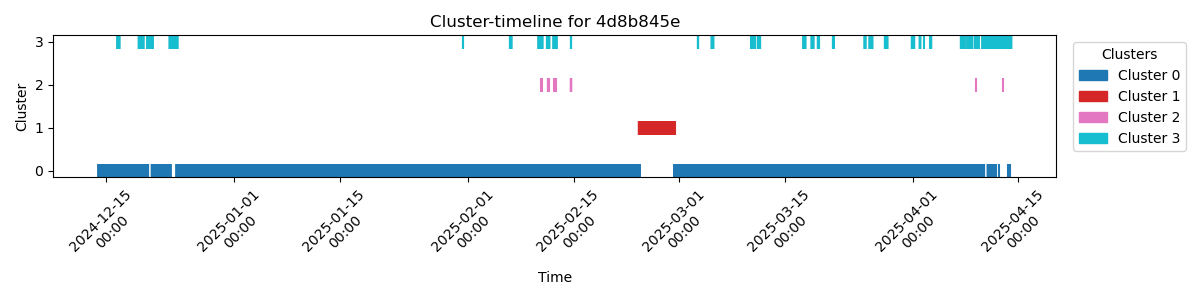 Cluster-timeline for 4d8b845e
Cluster
3
2
1
0
2024-12-15
00:00
2025-01-01
00:00
2025-01-15
00:00
2025-02-01
00:00
2025-02-15
00:00
2025-03-01
00:00
2025-03-15
00:00
2025-04-01
00:00
2025-04-15
00:00
Time
Clusters
Cluster 0
Cluster 1
Cluster 2
Cluster 3